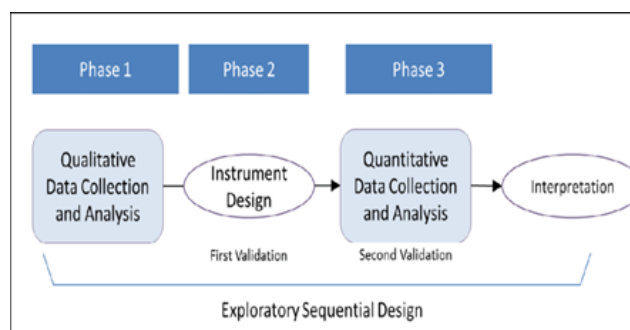 Phase 1
Phase 2
Phase 3
Qualitative
Data Collection
and Analysis
Instrument
Design
Quantitative
Data Collection
and Analysis
Interpretation
First Validation
Second Validation
Exploratory Sequential Design